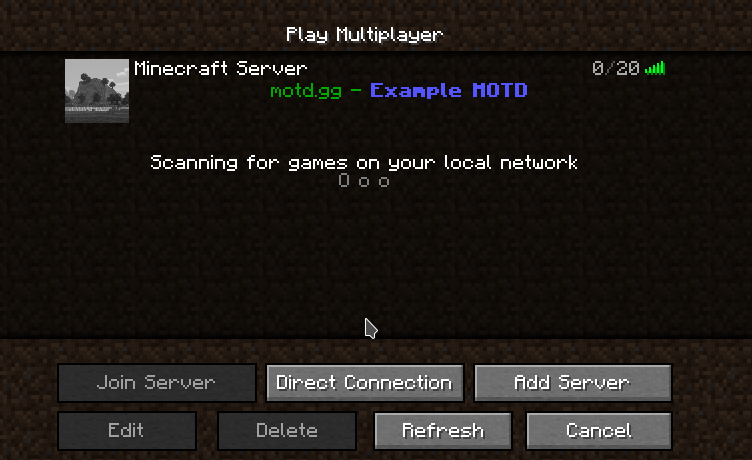 Play Multiplayer
Minecraft Server 0/20
motd.gg - Example MOTD
Scanning for games on your local network
O o o
Join Server Direct Connection Add Server
Edit Delete Refresh Cancel